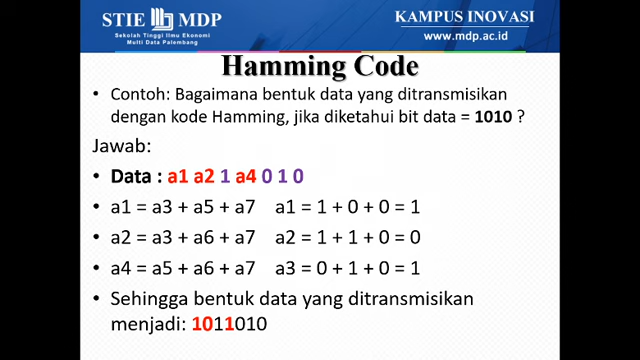 STIE MDP
Sekolah Tinggi Ilmu Ekonomi
Multi Data Palembang
KAMPUS INOVASI
www.mdp.ac.id
Hamming Code
• Contoh: Bagaimana bentuk data yang ditransmisikan
dengan kode Hamming, jika diketahui bit data = 1010 ?
Jawab:
• Data : a1 a2 1 a4 0 1 0
• a1 = a3 + a5 + a7 a1 = 1 + 0 + 0 = 1
• a2 = a3 + a6 + a7 a2 = 1 + 1 + 0 = 0
• a4 = a5 + a6 + a7 a3 = 0 + 1 + 0 = 1
• Sehingga bentuk data yang ditransmisikan
menjadi: 1011010